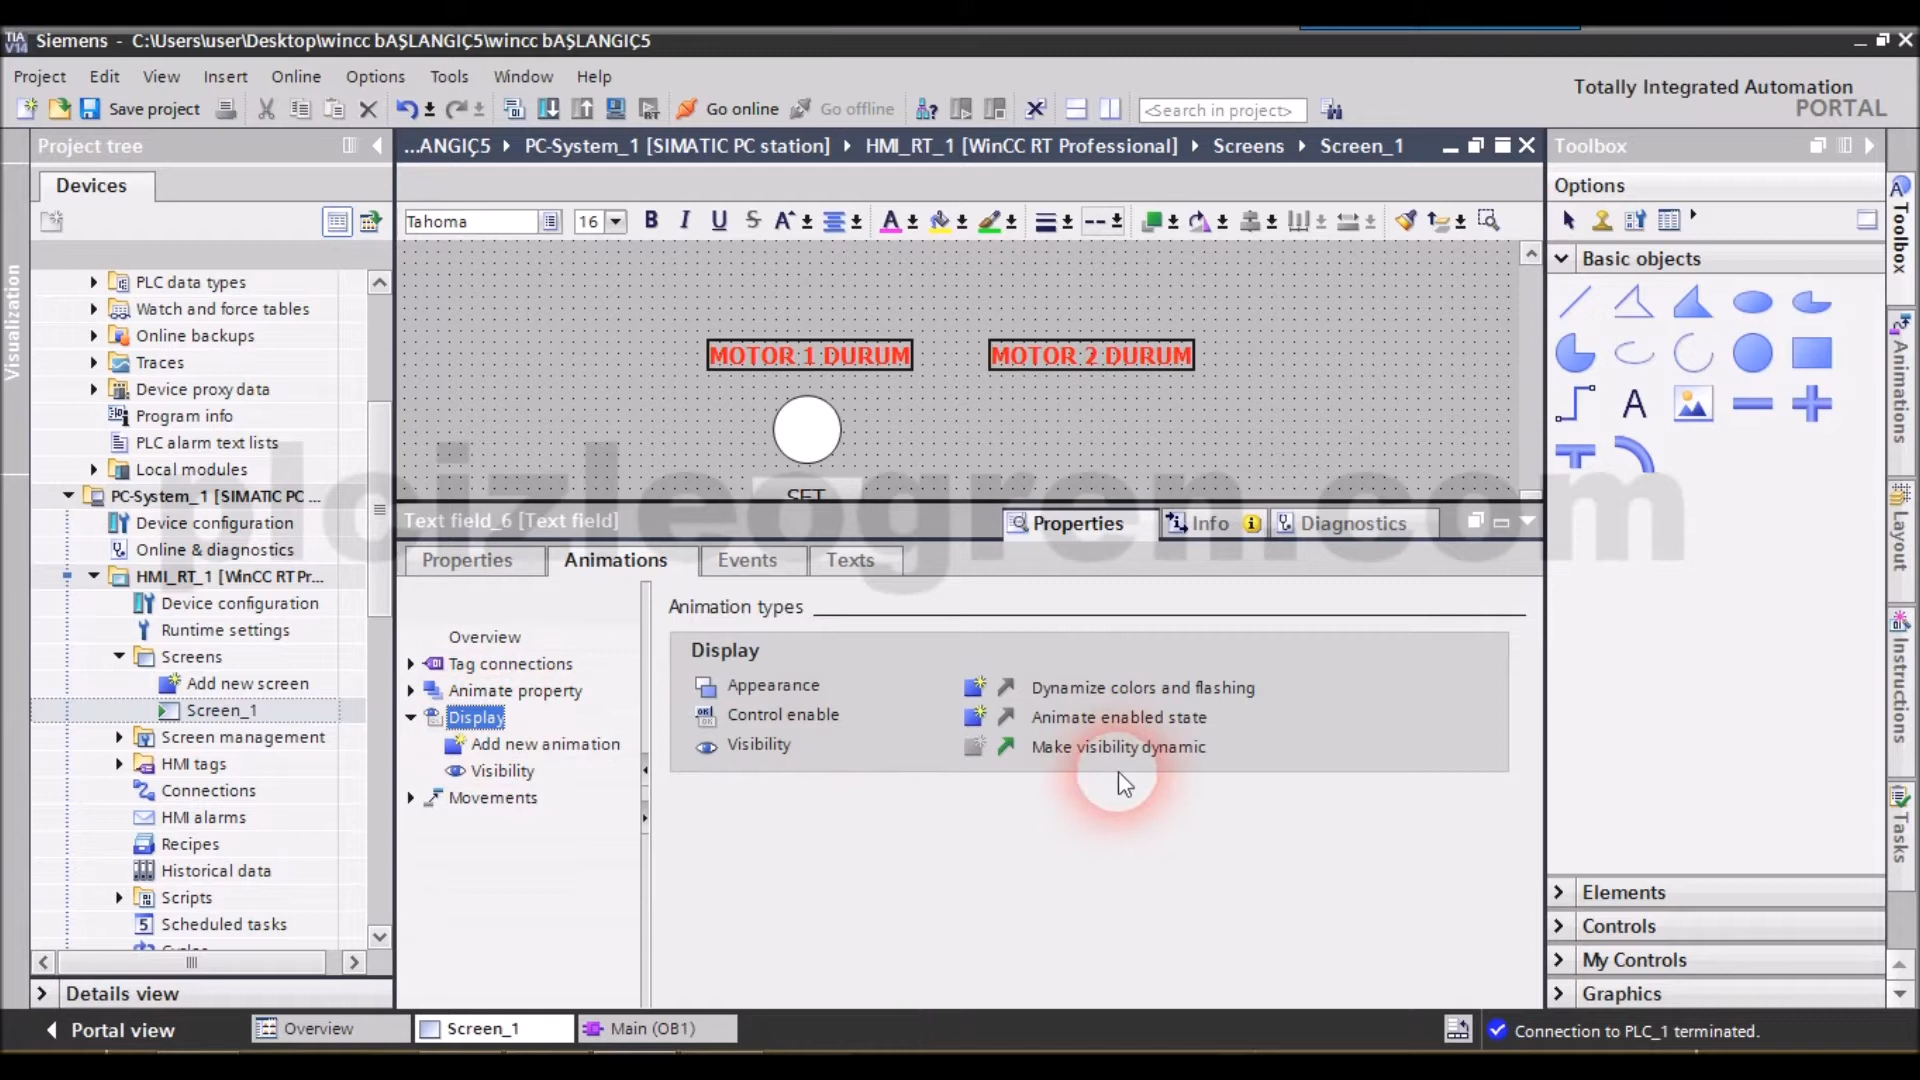 TIA V14 Siemens - C:\Users\user\Desktop\wincc bAŞLANGIÇ5\wincc bAŞLANGIÇ5
Project Edit View Insert Online Options Tools Window Help
Totally Integrated Automation
PORTAL
Save project Go online Go offline <Search in project>
Project tree
...ANGIÇ5 PC-System_1 [SIMATIC PC station] HMI_RT_1 [WinCC RT Professional] Screens Screen_1
Toolbox
Devices
Options
Tahoma 16 B I U S A A
Visualization
PLC data types
Watch and force tables
Online backups
Traces
Device proxy data
Program info
PLC alarm text lists
Local modules
PC-System_1 [SIMATIC PC ...
Device configuration
Online & diagnostics
HMI_RT_1 [WinCC RT Pr...
Device configuration
Runtime settings
Screens
Add new screen
Screen_1
Screen management
HMI tags
Connections
HMI alarms
Recipes
Historical data
Scripts
Scheduled tasks
Details view
MOTOR 1 DURUM MOTOR 2 DURUM
SET
plcizleogren.com
Text field_6 [Text field]
Properties Info Diagnostics
Properties Animations Events Texts
Overview
Tag connections
Animate property
Display
Add new animation
Visibility
Movements
Animation types
Display
Appearance Dynamize colors and flashing
Control enable Animate enabled state
Visibility Make visibility dynamic
Basic objects
A
Elements
Controls
My Controls
Graphics
Toolbox
Animations
Layout
Instructions
Tasks
Portal view Overview Screen_1 Main (OB1) Connection to PLC_1 terminated.